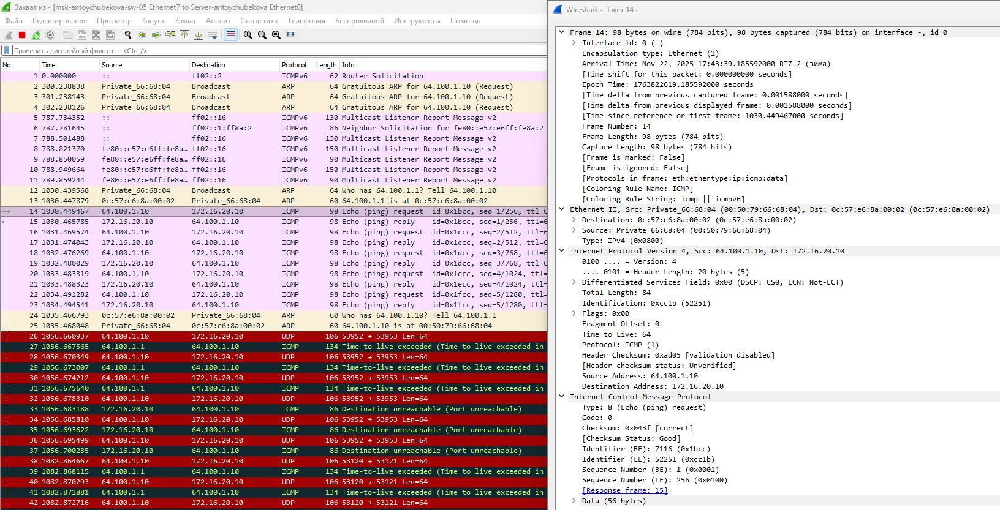 Захват из - [msk-antoychubekova-sw-05 Ethernet7 to Server-antoychubekova Ethernet0]
Файл Редактирование Просмотр Запуск Захват Анализ Статистика Телефония Беспроводной Инструменты Помощь
Применить дисплейный фильтр ... <Ctrl-/>
No. Time Source Destination Protocol Length Info
1 0.000000 :: ff02::2 ICMPv6 62 Router Solicitation
2 300.238838 Private_66:68:04 Broadcast ARP 64 Gratuitous ARP for 64.100.1.10 (Request)
3 301.238143 Private_66:68:04 Broadcast ARP 64 Gratuitous ARP for 64.100.1.10 (Request)
4 302.238126 Private_66:68:04 Broadcast ARP 64 Gratuitous ARP for 64.100.1.10 (Request)
5 787.734352 :: ff02::16 ICMPv6 130 Multicast Listener Report Message v2
6 787.781645 :: ff02::1:ff8a:2 ICMPv6 86 Neighbor Solicitation for fe80::e57:e6ff:fe8a:2
7 788.501488 :: ff02::16 ICMPv6 130 Multicast Listener Report Message v2
8 788.821370 fe80::e57:e6ff:fe8a… ff02::16 ICMPv6 150 Multicast Listener Report Message v2
9 788.850059 fe80::e57:e6ff:fe8a… ff02::16 ICMPv6 90 Multicast Listener Report Message v2
10 788.949664 fe80::e57:e6ff:fe8a… ff02::16 ICMPv6 150 Multicast Listener Report Message v2
11 789.859244 fe80::e57:e6ff:fe8a… ff02::16 ICMPv6 90 Multicast Listener Report Message v2
12 1030.439568 Private_66:68:04 Broadcast ARP 64 Who has 64.100.1.1? Tell 64.100.1.10
13 1030.447879 0c:57:e6:8a:00:02 Private_66:68:04 ARP 60 64.100.1.1 is at 0c:57:e6:8a:00:02
14 1030.449467 64.100.1.10 172.16.20.10 ICMP 98 Echo (ping) request id=0x1bcc, seq=1/256, ttl=6
15 1030.465785 172.16.20.10 64.100.1.10 ICMP 98 Echo (ping) reply id=0x1bcc, seq=1/256, ttl=6
16 1031.469574 64.100.1.10 172.16.20.10 ICMP 98 Echo (ping) request id=0x1ccc, seq=2/512, ttl=6
17 1031.474043 172.16.20.10 64.100.1.10 ICMP 98 Echo (ping) reply id=0x1ccc, seq=2/512, ttl=6
18 1032.476269 64.100.1.10 172.16.20.10 ICMP 98 Echo (ping) request id=0x1dcc, seq=3/768, ttl=6
19 1032.480029 172.16.20.10 64.100.1.10 ICMP 98 Echo (ping) reply id=0x1dcc, seq=3/768, ttl=6
20 1033.483319 64.100.1.10 172.16.20.10 ICMP 98 Echo (ping) request id=0x1ecc, seq=4/1024, ttl=
21 1033.488323 172.16.20.10 64.100.1.10 ICMP 98 Echo (ping) reply id=0x1ecc, seq=4/1024, ttl=
22 1034.491282 64.100.1.10 172.16.20.10 ICMP 98 Echo (ping) request id=0x1fcc, seq=5/1280, ttl=
23 1034.494541 172.16.20.10 64.100.1.10 ICMP 98 Echo (ping) reply id=0x1fcc, seq=5/1280, ttl=
24 1035.466793 0c:57:e6:8a:00:02 Private_66:68:04 ARP 60 Who has 64.100.1.10? Tell 64.100.1.1
25 1035.468048 Private_66:68:04 0c:57:e6:8a:00:02 ARP 60 64.100.1.10 is at 00:50:79:66:68:04
26 1056.660937 64.100.1.10 172.16.20.10 UDP 106 53952 → 53953 Len=64
27 1056.667565 64.100.1.1 64.100.1.10 ICMP 134 Time-to-live exceeded (Time to live exceeded in
28 1056.670349 64.100.1.10 172.16.20.10 UDP 106 53952 → 53953 Len=64
29 1056.673007 64.100.1.1 64.100.1.10 ICMP 134 Time-to-live exceeded (Time to live exceeded in
30 1056.674212 64.100.1.10 172.16.20.10 UDP 106 53952 → 53953 Len=64
31 1056.675640 64.100.1.1 64.100.1.10 ICMP 134 Time-to-live exceeded (Time to live exceeded in
32 1056.678310 64.100.1.10 172.16.20.10 UDP 106 53952 → 53953 Len=64
33 1056.683188 172.16.20.10 64.100.1.10 ICMP 86 Destination unreachable (Port unreachable)
34 1056.685810 64.100.1.10 172.16.20.10 UDP 106 53952 → 53953 Len=64
35 1056.693622 172.16.20.10 64.100.1.10 ICMP 86 Destination unreachable (Port unreachable)
36 1056.695499 64.100.1.10 172.16.20.10 UDP 106 53952 → 53953 Len=64
37 1056.700235 172.16.20.10 64.100.1.10 ICMP 86 Destination unreachable (Port unreachable)
38 1082.864667 64.100.1.10 172.16.20.10 UDP 106 53120 → 53121 Len=64
39 1082.868115 64.100.1.1 64.100.1.10 ICMP 134 Time-to-live exceeded (Time to live exceeded in
40 1082.870293 64.100.1.10 172.16.20.10 UDP 106 53120 → 53121 Len=64
41 1082.871881 64.100.1.1 64.100.1.10 ICMP 134 Time-to-live exceeded (Time to live exceeded in
42 1082.872716 64.100.1.10 172.16.20.10 UDP 106 53120 → 53121 Len=64
Wireshark · Пакет 14 · -
Frame 14: 98 bytes on wire (784 bits), 98 bytes captured (784 bits) on interface -, id 0
Interface id: 0 (-)
Encapsulation type: Ethernet (1)
Arrival Time: Nov 22, 2025 17:43:39.185592000 RTZ 2 (зима)
[Time shift for this packet: 0.000000000 seconds]
Epoch Time: 1763822619.185592000 seconds
[Time delta from previous captured frame: 0.001588000 seconds]
[Time delta from previous displayed frame: 0.001588000 seconds]
[Time since reference or first frame: 1030.449467000 seconds]
Frame Number: 14
Frame Length: 98 bytes (784 bits)
Capture Length: 98 bytes (784 bits)
[Frame is marked: False]
[Frame is ignored: False]
[Protocols in frame: eth:ethertype:ip:icmp:data]
[Coloring Rule Name: ICMP]
[Coloring Rule String: icmp || icmpv6]
Ethernet II, Src: Private_66:68:04 (00:50:79:66:68:04), Dst: 0c:57:e6:8a:00:02 (0c:57:e6:8a:00:02)
Destination: 0c:57:e6:8a:00:02 (0c:57:e6:8a:00:02)
Source: Private_66:68:04 (00:50:79:66:68:04)
Type: IPv4 (0x0800)
Internet Protocol Version 4, Src: 64.100.1.10, Dst: 172.16.20.10
0100 .... = Version: 4
.... 0101 = Header Length: 20 bytes (5)
Differentiated Services Field: 0x00 (DSCP: CS0, ECN: Not-ECT)
Total Length: 84
Identification: 0xcc1b (52251)
Flags: 0x00
Fragment Offset: 0
Time to Live: 64
Protocol: ICMP (1)
Header Checksum: 0xad05 [validation disabled]
[Header checksum status: Unverified]
Source Address: 64.100.1.10
Destination Address: 172.16.20.10
Internet Control Message Protocol
Type: 8 (Echo (ping) request)
Code: 0
Checksum: 0x043f [correct]
[Checksum Status: Good]
Identifier (BE): 7116 (0x1bcc)
Identifier (LE): 52251 (0xcc1b)
Sequence Number (BE): 1 (0x0001)
Sequence Number (LE): 256 (0x0100)
[Response frame: 15]
Data (56 bytes)